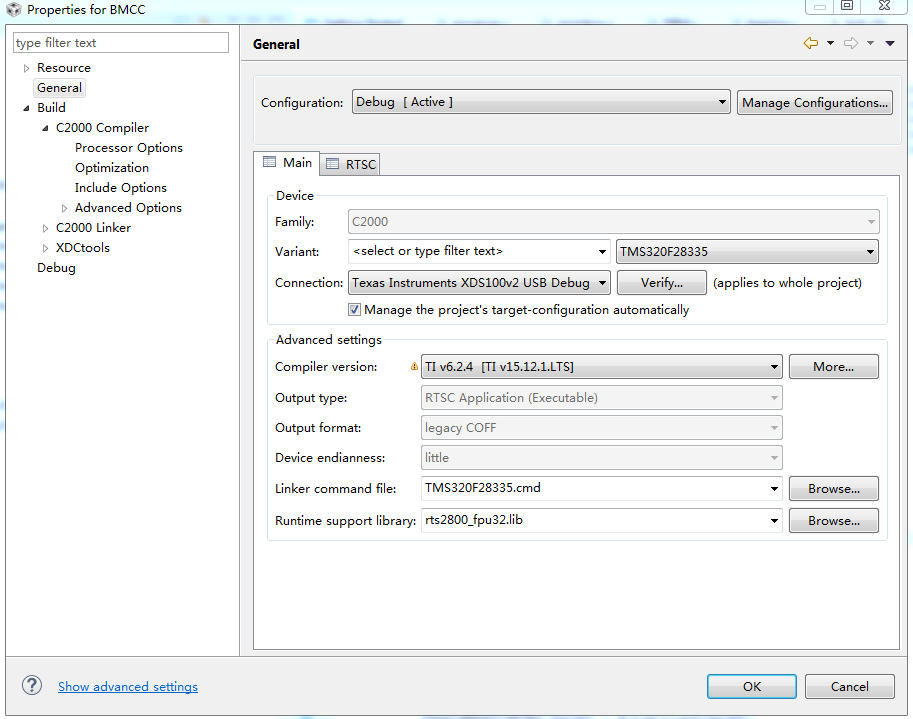 Properties for BMCC
type filter text
Resource
General
Build
C2000 Compiler
Processor Options
Optimization
Include Options
Advanced Options
C2000 Linker
XDCtools
Debug
General
Configuration: Debug [ Active ] Manage Configurations...
Main RTSC
Device
Family: C2000
Variant: <select or type filter text> TMS320F28335
Connection: Texas Instruments XDS100v2 USB Debug Verify... (applies to whole project)
Manage the project's target-configuration automatically
Advanced settings
Compiler version: TI v6.2.4 [TI v15.12.1.LTS] More...
Output type: RTSC Application (Executable)
Output format: legacy COFF
Device endianness: little
Linker command file: TMS320F28335.cmd Browse...
Runtime support library: rts2800_fpu32.lib Browse...
? Show advanced settings OK Cancel